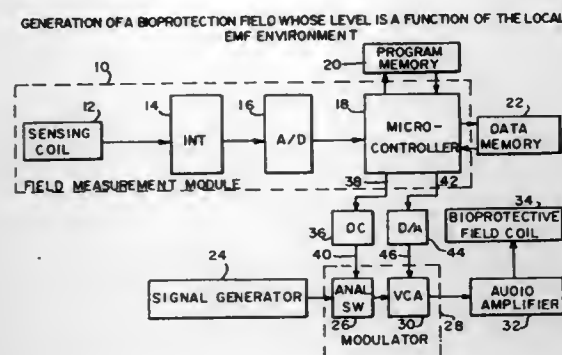 GENERATION OF A BIOPROTECTION FIELD WHOSE LEVEL IS A FUNCTION OF THE LOCAL
EMF ENVIRONMENT
20
PROGRAM
MEMORY
10
12
14
16
18
22
SENSING
COIL
INT
A/D
MICRO-
CONTROLLER
DATA
MEMORY
FIELD MEASUREMENT MODULE
38
42
34
36
DC
D/A
44
BIOPROTECTIVE
FIELD COIL
24
40
46
SIGNAL GENERATOR
ANAL
SW
VCA
AUDIO
AMPLIFIER
26
30
28
32
MODULATOR